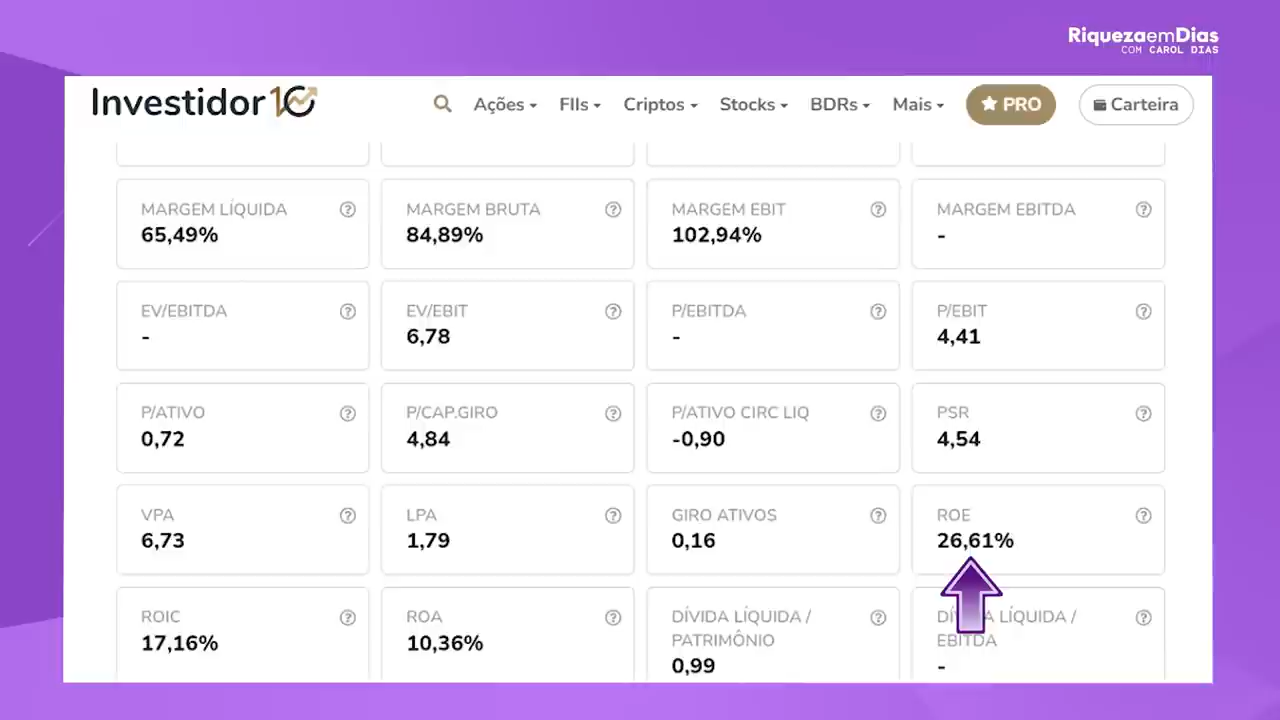 RiquezaemDias
COM CAROL DIAS
Investidor 10
Ações
FIIs
Criptos
Stocks
BDRs
Mais
PRO
Carteira
MARGEM LÍQUIDA
65,49%
MARGEM BRUTA
84,89%
MARGEM EBIT
102,94%
MARGEM EBITDA
-
EV/EBITDA
-
EV/EBIT
6,78
P/EBITDA
-
P/EBIT
4,41
P/ATIVO
0,72
P/CAP.GIRO
4,84
P/ATIVO CIRC LIQ
-0,90
PSR
4,54
VPA
6,73
LPA
1,79
GIRO ATIVOS
0,16
ROE
26,61%
ROIC
17,16%
ROA
10,36%
DÍVIDA LÍQUIDA /
PATRIMÔNIO
0,99
DÍVIDA LÍQUIDA /
EBITDA
-